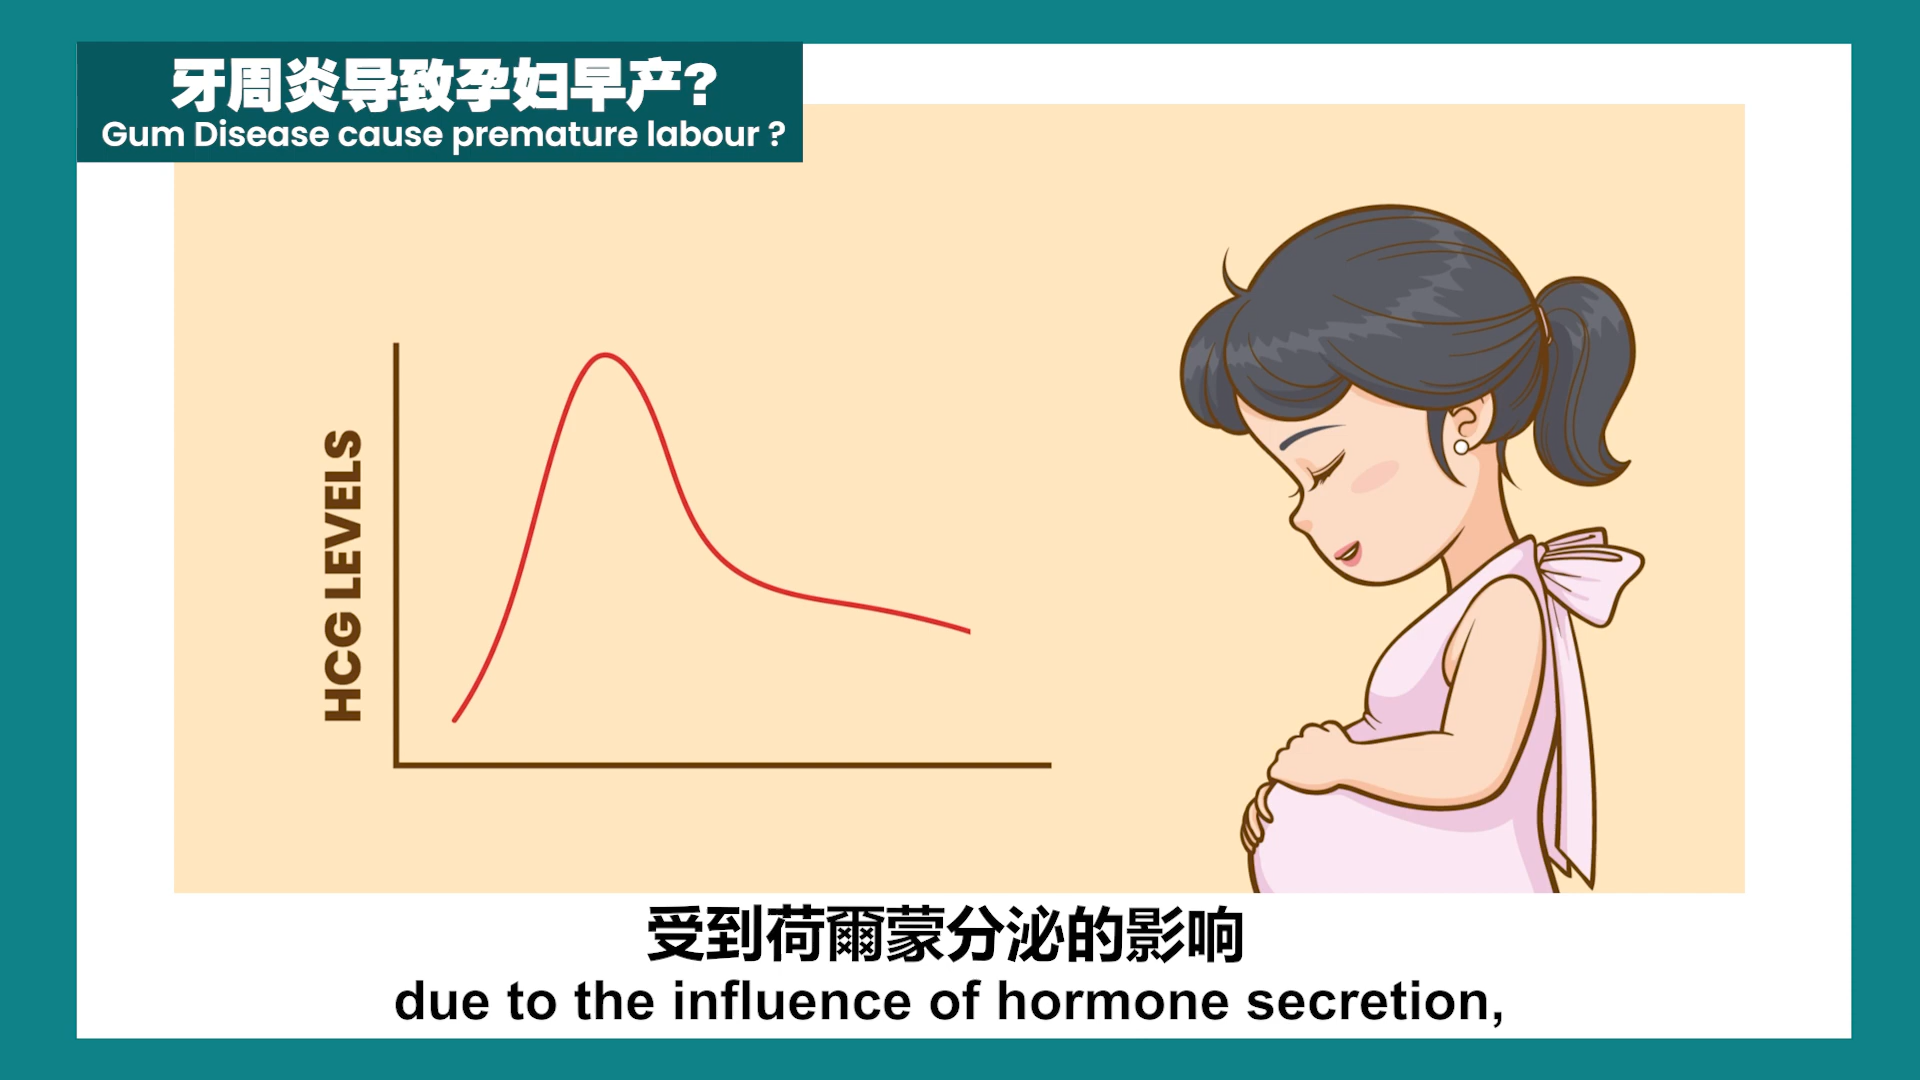 牙周炎导致孕妇早产?
Gum Disease cause premature labour ?
HCG LEVELS
受到荷爾蒙分泌的影响
due to the influence of hormone secretion,